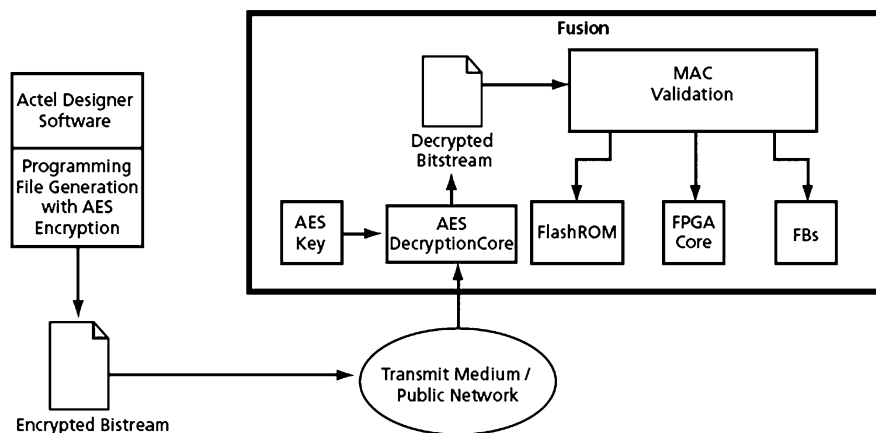 Fusion
Actel Designer
Software
Programming
File Generation
with AES
Encryption
Decrypted
Bitstream
MAC
Validation
AES
Key
AES
DecryptionCore
FlashROM
FPGA
Core
FBs
Encrypted Bistream
Transmit Medium /
Public Network